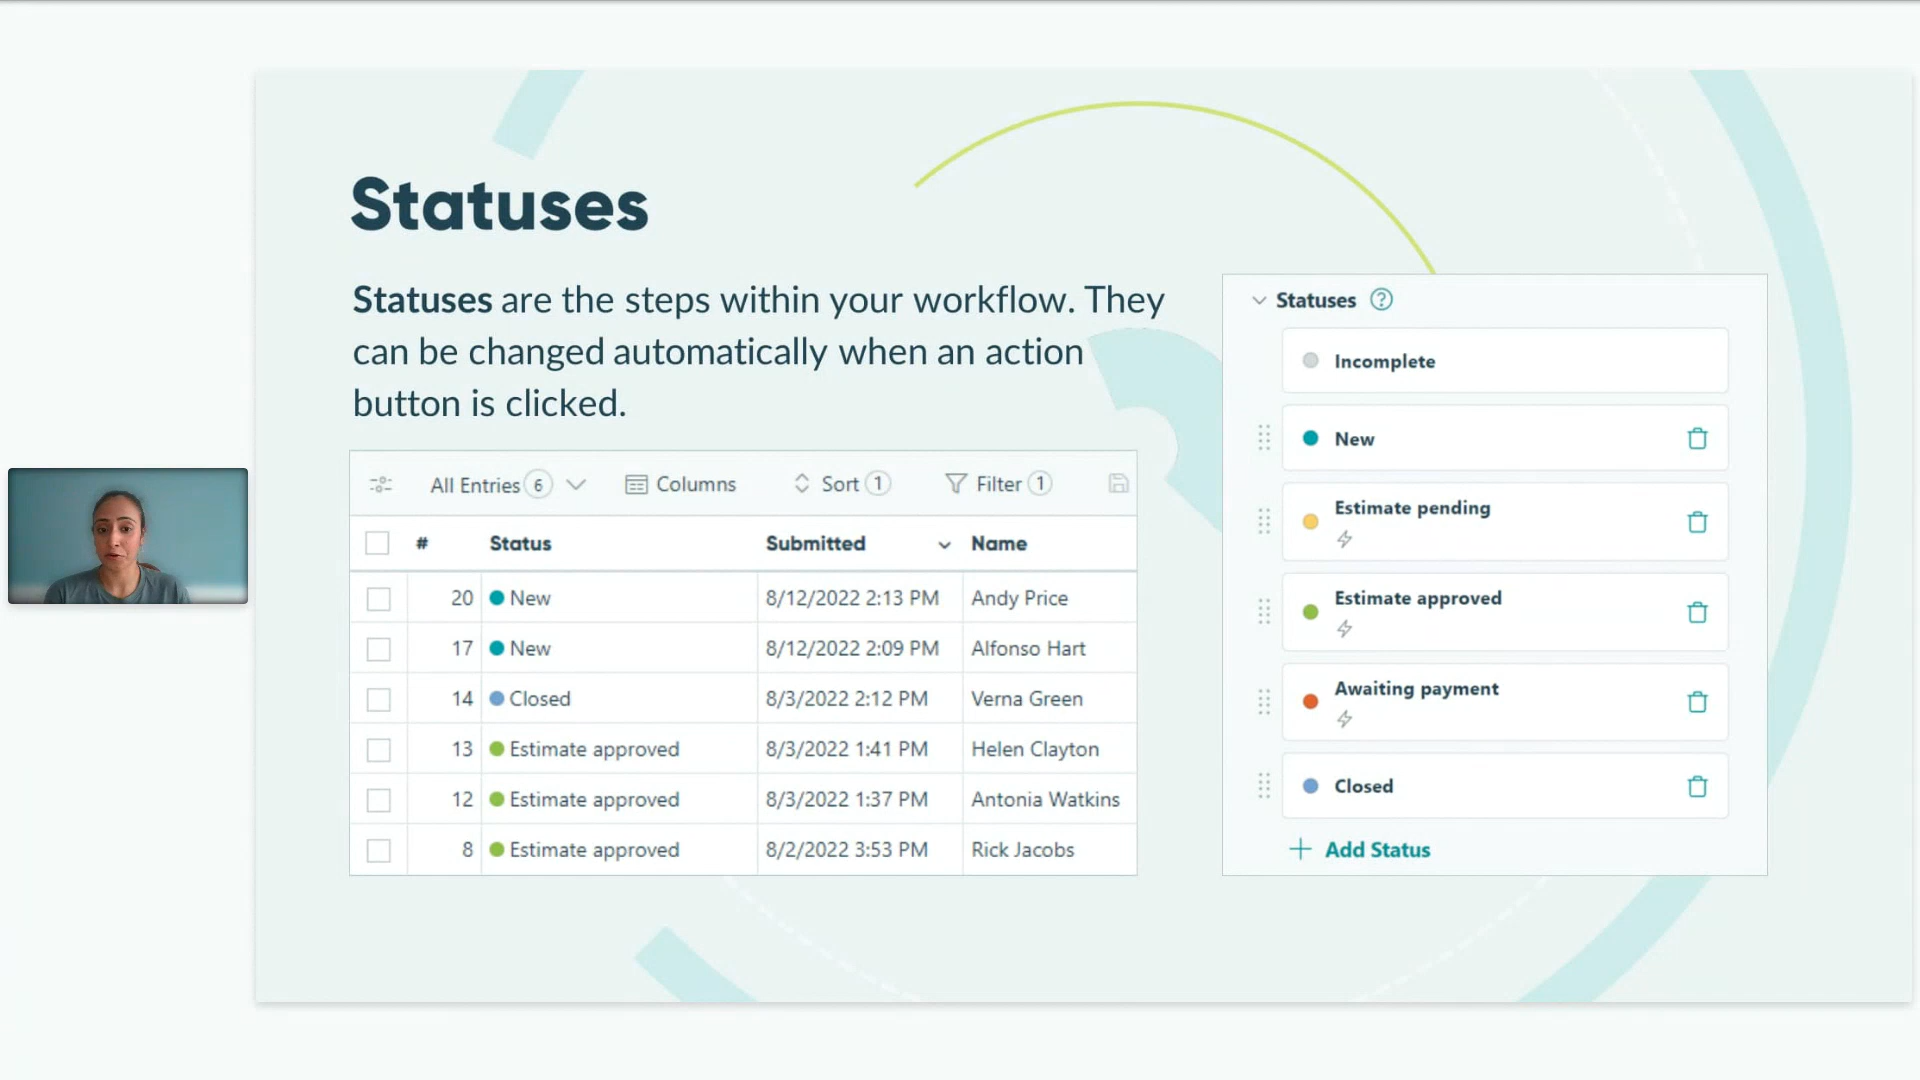 Statuses
Statuses are the steps within your workflow. They
can be changed automatically when an action
button is clicked.
All Entries 6 Columns Sort 1 Filter 1
# Status Submitted Name
20 New 8/12/2022 2:13 PM Andy Price
17 New 8/12/2022 2:09 PM Alfonso Hart
14 Closed 8/3/2022 2:12 PM Verna Green
13 Estimate approved 8/3/2022 1:41 PM Helen Clayton
12 Estimate approved 8/3/2022 1:37 PM Antonia Watkins
8 Estimate approved 8/2/2022 3:53 PM Rick Jacobs
Statuses ?
Incomplete
New
Estimate pending
Estimate approved
Awaiting payment
Closed
+ Add Status